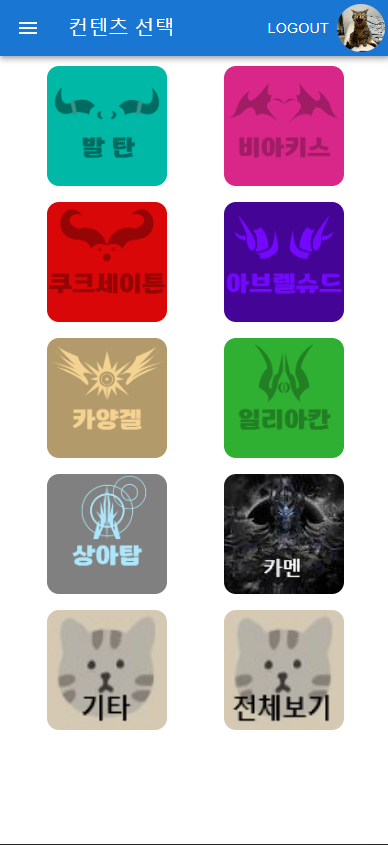 컨텐츠 선택
LOGOUT
발 탄
비아키스
쿠크세이튼
아브렐슈드
카양겔
일리아칸
상아탑
카멘
기타
전체보기